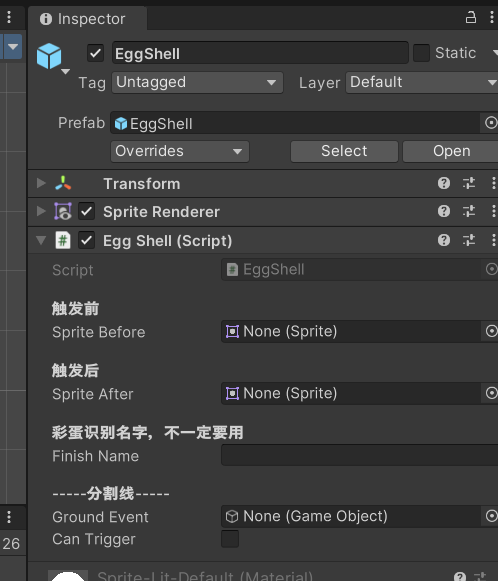 Inspector
EggShell
Static
Tag Untagged
Layer Default
Prefab EggShell
Overrides
Select
Open
Transform
Sprite Renderer
# Egg Shell (Script)
Script # EggShell
触发前
Sprite Before None (Sprite)
触发后
Sprite After None (Sprite)
彩蛋识别名字，不一定要用
Finish Name
-----分割线-----
Ground Event None (Game Object)
Can Trigger
26
Sprite-Lit-Default (Material)